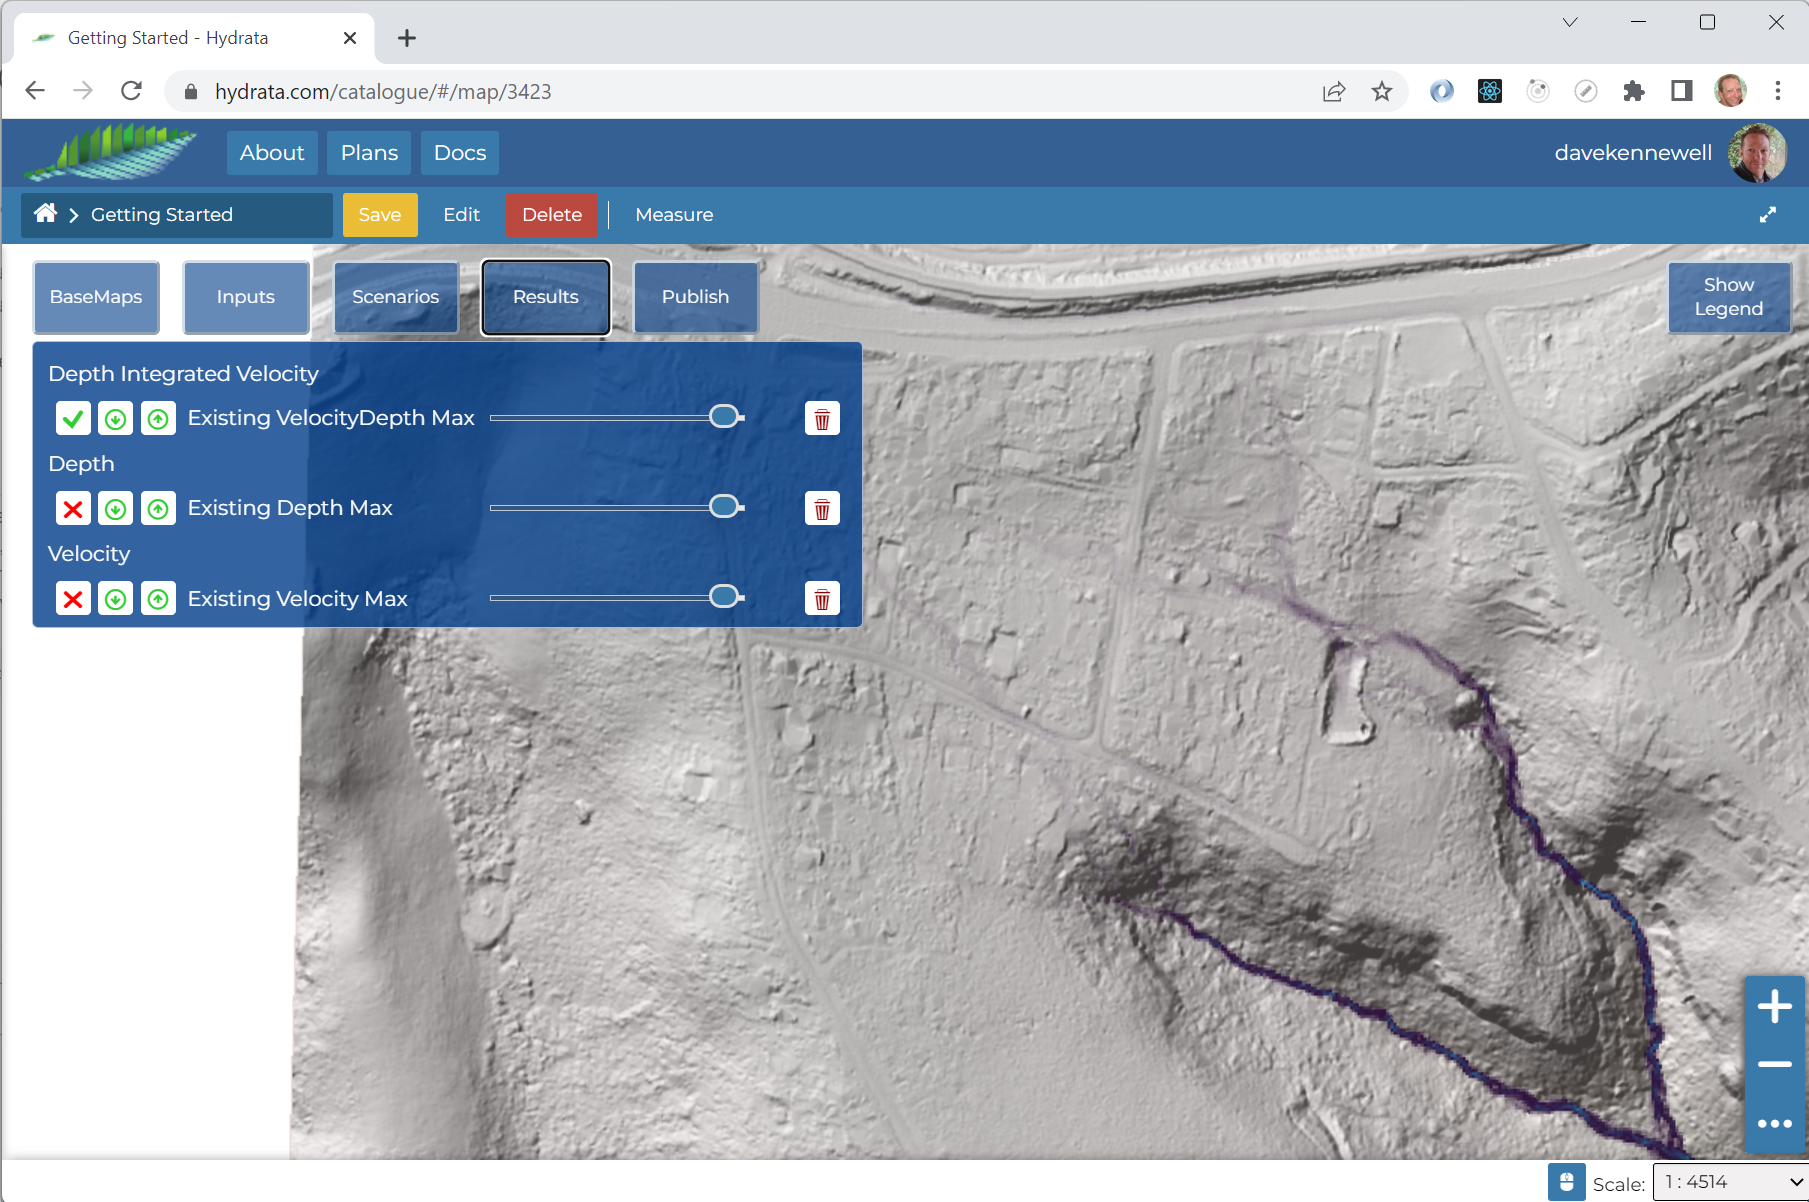 Getting Started - Hydrata
hydrata.com/catalogue/#/map/3423
About Plans Docs
davekennewell
Getting Started Save Edit Delete Measure
BaseMaps Inputs Scenarios Results Publish
Show
Legend
Depth Integrated Velocity
Existing VelocityDepth Max
Depth
Existing Depth Max
Velocity
Existing Velocity Max
Scale: 1 : 4514